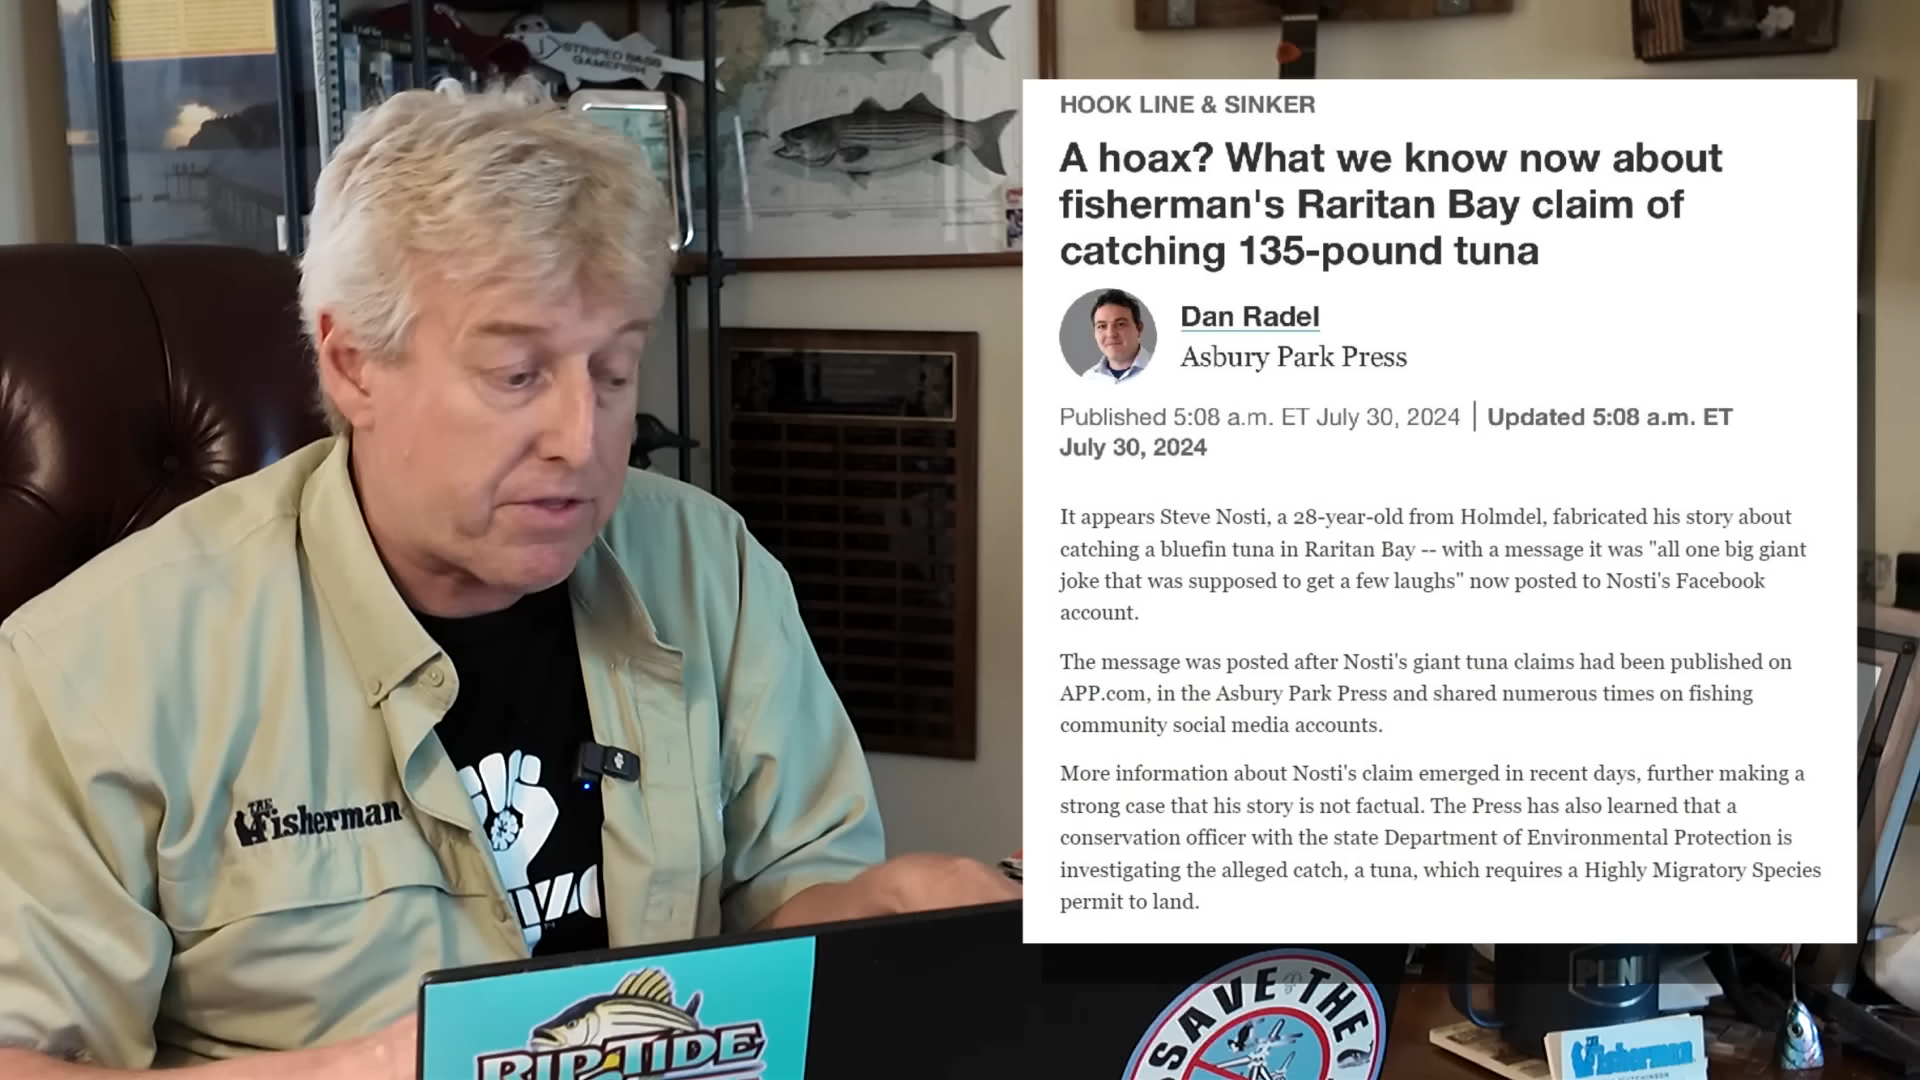 STRIPED BASS
GAMEFISH
HOOK LINE & SINKER
A hoax? What we know now about
fisherman's Raritan Bay claim of
catching 135-pound tuna
Dan Radel
Asbury Park Press
Published 5:08 a.m. ET July 30, 2024 | Updated 5:08 a.m. ET
July 30, 2024
It appears Steve Nosti, a 28-year-old from Holmdel, fabricated his story about
catching a bluefin tuna in Raritan Bay -- with a message it was "all one big giant
joke that was supposed to get a few laughs" now posted to Nosti's Facebook
account.
The message was posted after Nosti's giant tuna claims had been published on
APP.com, in the Asbury Park Press and shared numerous times on fishing
community social media accounts.
More information about Nosti's claim emerged in recent days, further making a
strong case that his story is not factual. The Press has also learned that a
conservation officer with the state Department of Environmental Protection is
investigating the alleged catch, a tuna, which requires a Highly Migratory Species
permit to land.
THE
Fisherman
RIPTIDE
SAVE THE
PENN
The
Fisherman